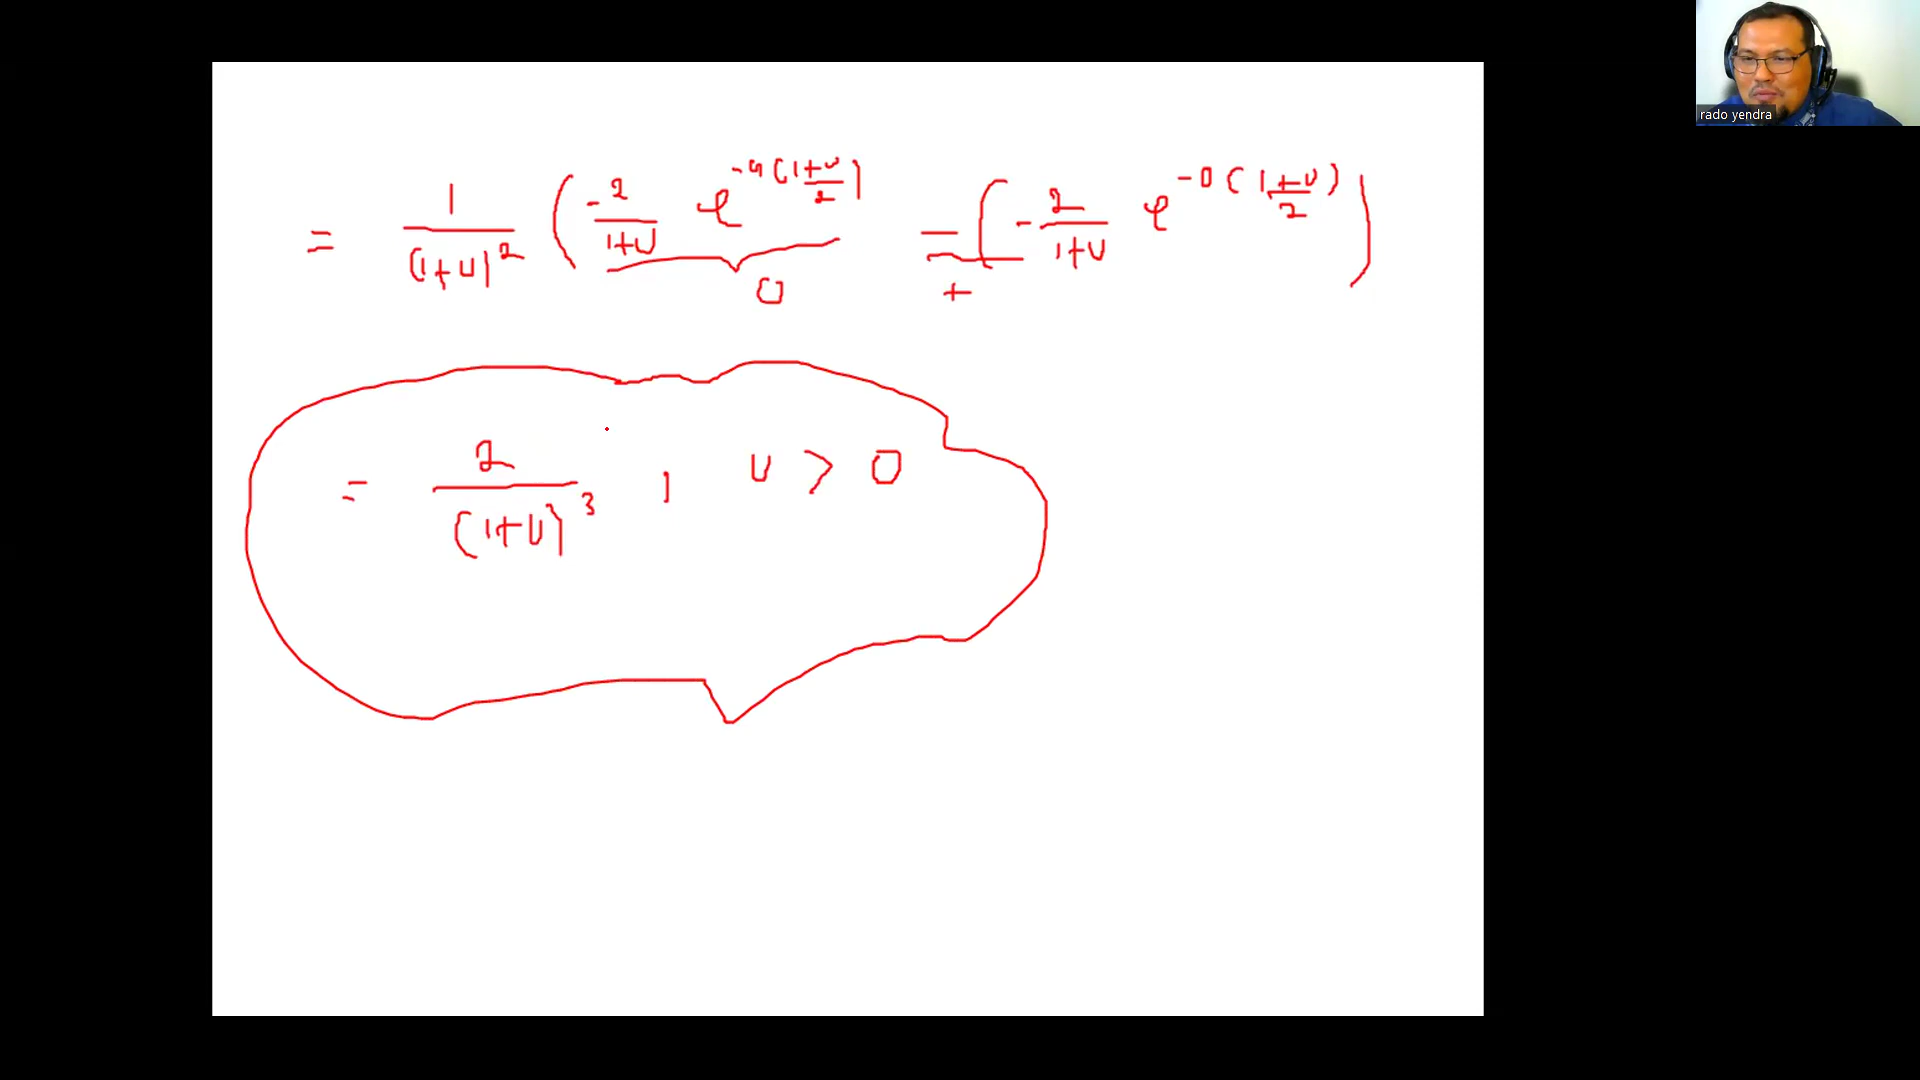 rado yendra
= 1/(1+u)^2 ( -2/(1+u) e^{-a(1+u/2)} - ( -2/(1+u) e^{-0(1+u/2)} )
0
+
= 2/(1+u)^3 , u > 0